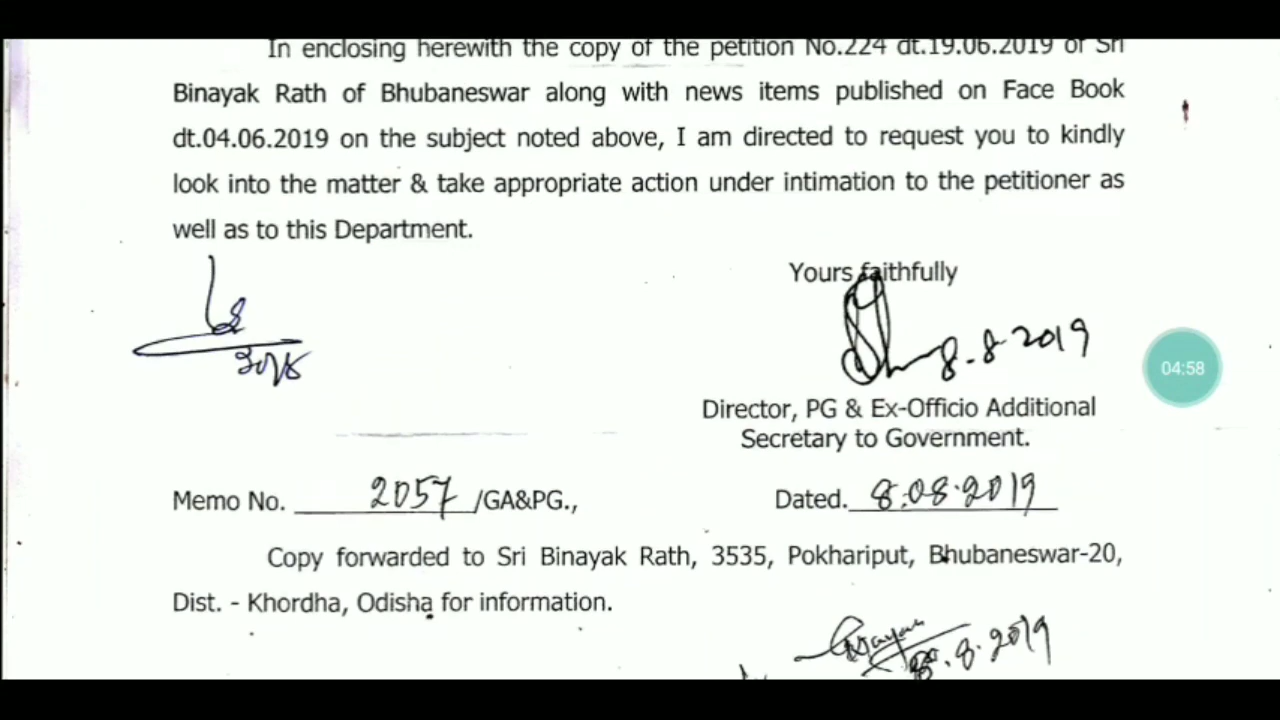 In enclosing herewith the copy of the petition No.224 dt.19.06.2019 of Sri
Binayak Rath of Bhubaneswar along with news items published on Face Book
dt.04.06.2019 on the subject noted above, I am directed to request you to kindly
look into the matter & take appropriate action under intimation to the petitioner as
well as to this Department.
Yours faithfully
8.8.2019
04:58
Director, PG & Ex-Officio Additional
Secretary to Government.
Memo No. 2057 /GA&PG., Dated. 8.08.2019
Copy forwarded to Sri Binayak Rath, 3535, Pokhariput, Bhubaneswar-20,
Dist. - Khordha, Odisha for information.
8.8.2019